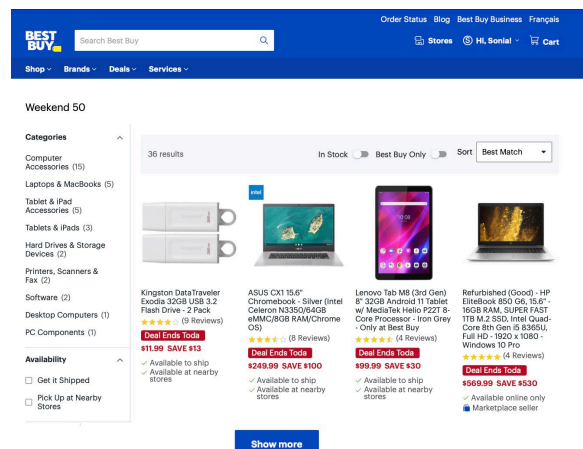 Order Status Blog Best Buy Business Français
BEST BUY
Search Best Buy
Stores
Hi, Sonia!
Cart
Shop Brands Deals Services
Weekend 50
Categories
Computer
Accessories (15)
Laptops & MacBooks (5)
Tablet & iPad
Accessories (5)
Tablets & iPads (3)
Hard Drives & Storage
Devices (2)
Printers, Scanners &
Fax (2)
Software (2)
Desktop Computers (1)
PC Components (1)
Availability
Get it Shipped
Pick Up at Nearby
Stores
36 results
In Stock
Best Buy Only
Sort
Best Match
Kingston DataTraveler
Exodia 32GB USB 3.2
Flash Drive - 2 Pack
(9 Reviews)
Deal Ends Toda
$11.99 SAVE $13
Available to ship
Available at nearby
stores
intel
ASUS CX1 15.6"
Chromebook - Silver (Intel
Celeron N3350/64GB
eMMC/8GB RAM/Chrome
OS)
(8 Reviews)
Deal Ends Toda
$249.99 SAVE $100
Available to ship
Available at nearby
stores
10:08
Lenovo Tab M8 (3rd Gen)
8" 32GB Android 11 Tablet
w/ MediaTek Helio P22T 8-
Core Processor - Iron Grey
- Only at Best Buy
(4 Reviews)
Deal Ends Toda
$99.99 SAVE $30
Available to ship
Available at nearby
stores
Refurbished (Good) - HP
EliteBook 850 G6, 15.6" -
16GB RAM, SUPER FAST
1TB M.2 SSD, Intel Quad-
Core 8th Gen i5 8365U,
Full HD - 1920 x 1080 -
Windows 10 Pro
(4 Reviews)
Deal Ends Toda
$569.99 SAVE $530
Available online only
Marketplace seller
Show more